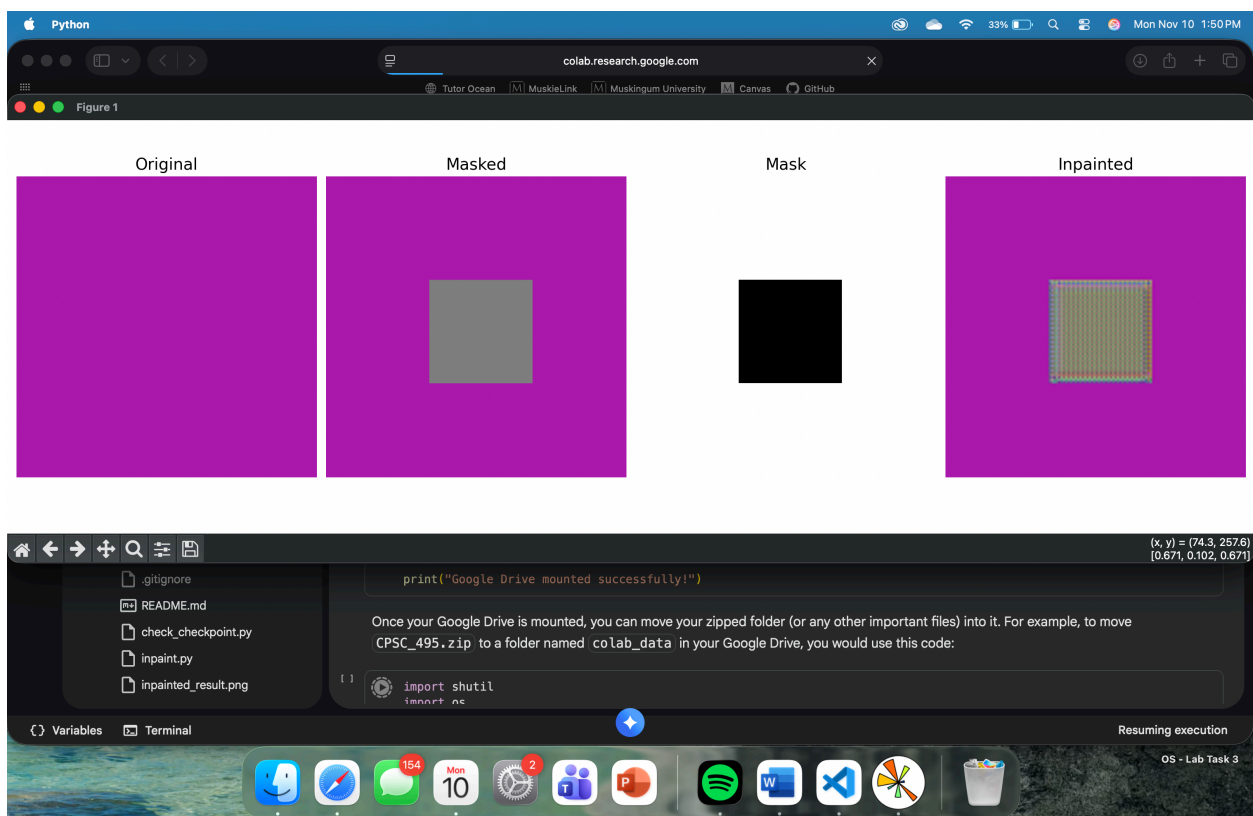 Python
33%
Mon Nov 10 1:50 PM
colab.research.google.com
Tutor Ocean
MuskieLink
Muskingum University
Canvas
GitHub
Figure 1
Original
Masked
Mask
Inpainted
(x, y) = (74.3, 257.6)
[0.671, 0.102, 0.671]
.gitignore
README.md
check_checkpoint.py
inpaint.py
inpainted_result.png
print("Google Drive mounted successfully!")
Once your Google Drive is mounted, you can move your zipped folder (or any other important files) into it. For example, to move
CPSC_495.zip to a folder named colab_data in your Google Drive, you would use this code:
[ ]
import shutil
import os
{} Variables
Terminal
Resuming execution
OS - Lab Task 3
154
Mon
10
2
T
P
W